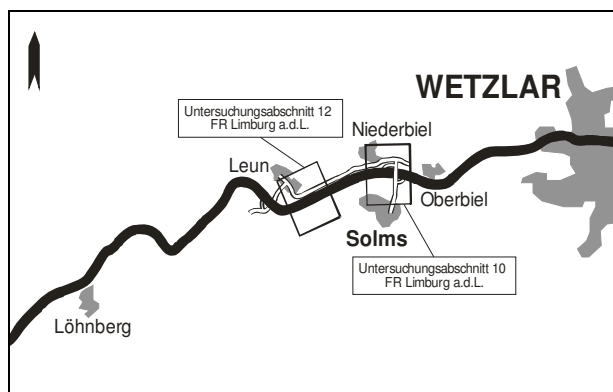 WETZLAR
Untersuchungsabschnitt 12
FR Limburg a.d.L.
Niederbiel
Leun
Oberbiel
Solms
Untersuchungsabschnitt 10
FR Limburg a.d.L.
Löhnberg